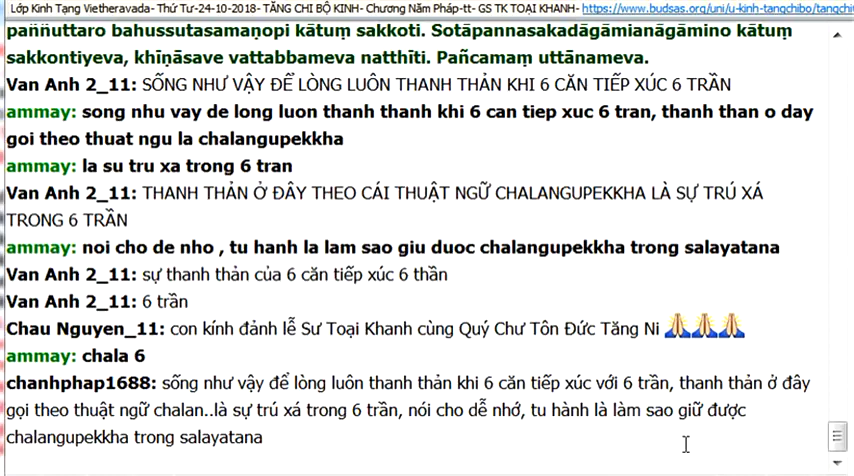 Lớp Kinh Tạng Vietheravada- Thứ Tư-24-10-2018- TĂNG CHI BỘ KINH- Chương Năm Pháp-tt- GS TK TOẠI KHANH- https://www.budsas.org/uni/u-kinh-tangchibo/tangchi
paññuttaro bahussutasamaṇopi kātuṃ sakkoti. Sotāpannasakadāgāmianāgāmino kātuṃ
sakkontiyeva, khīṇāsave vattabbameva natthīti. Pañcamaṃ uttānameva.
Van Anh 2_11: SỐNG NHƯ VẬY ĐỂ LÒNG LUÔN THANH THẢN KHI 6 CĂN TIẾP XÚC 6 TRẦN
ammay: song nhu vay de long luon thanh thanh khi 6 can tiep xuc 6 tran, thanh than o day
goi theo thuat ngu la chalangupekkha
ammay: la su tru xa trong 6 tran
Van Anh 2_11: THANH THẢN Ở ĐÂY THEO CÁI THUẬT NGỮ CHALANGUPEKKHA LÀ SỰ TRÚ XÁ
TRONG 6 TRẦN
ammay: noi cho de nho , tu hanh la lam sao giu duoc chalangupekkha trong salayatana
Van Anh 2_11: sự thanh thản của 6 căn tiếp xúc 6 thần
Van Anh 2_11: 6 trần
Chau Nguyen_11: con kính đảnh lễ Sư Toại Khanh cùng Quý Chư Tôn Đức Tăng Ni 🙏🙏🙏
ammay: chala 6
chanhphap1688: sống như vậy để lòng luôn thanh thản khi 6 căn tiếp xúc với 6 trần, thanh thản ở đây
gọi theo thuật ngữ chalan..là sự trú xá trong 6 trần, nói cho dễ nhớ, tu hành là làm sao giữ được
chalangupekkha trong salayatana